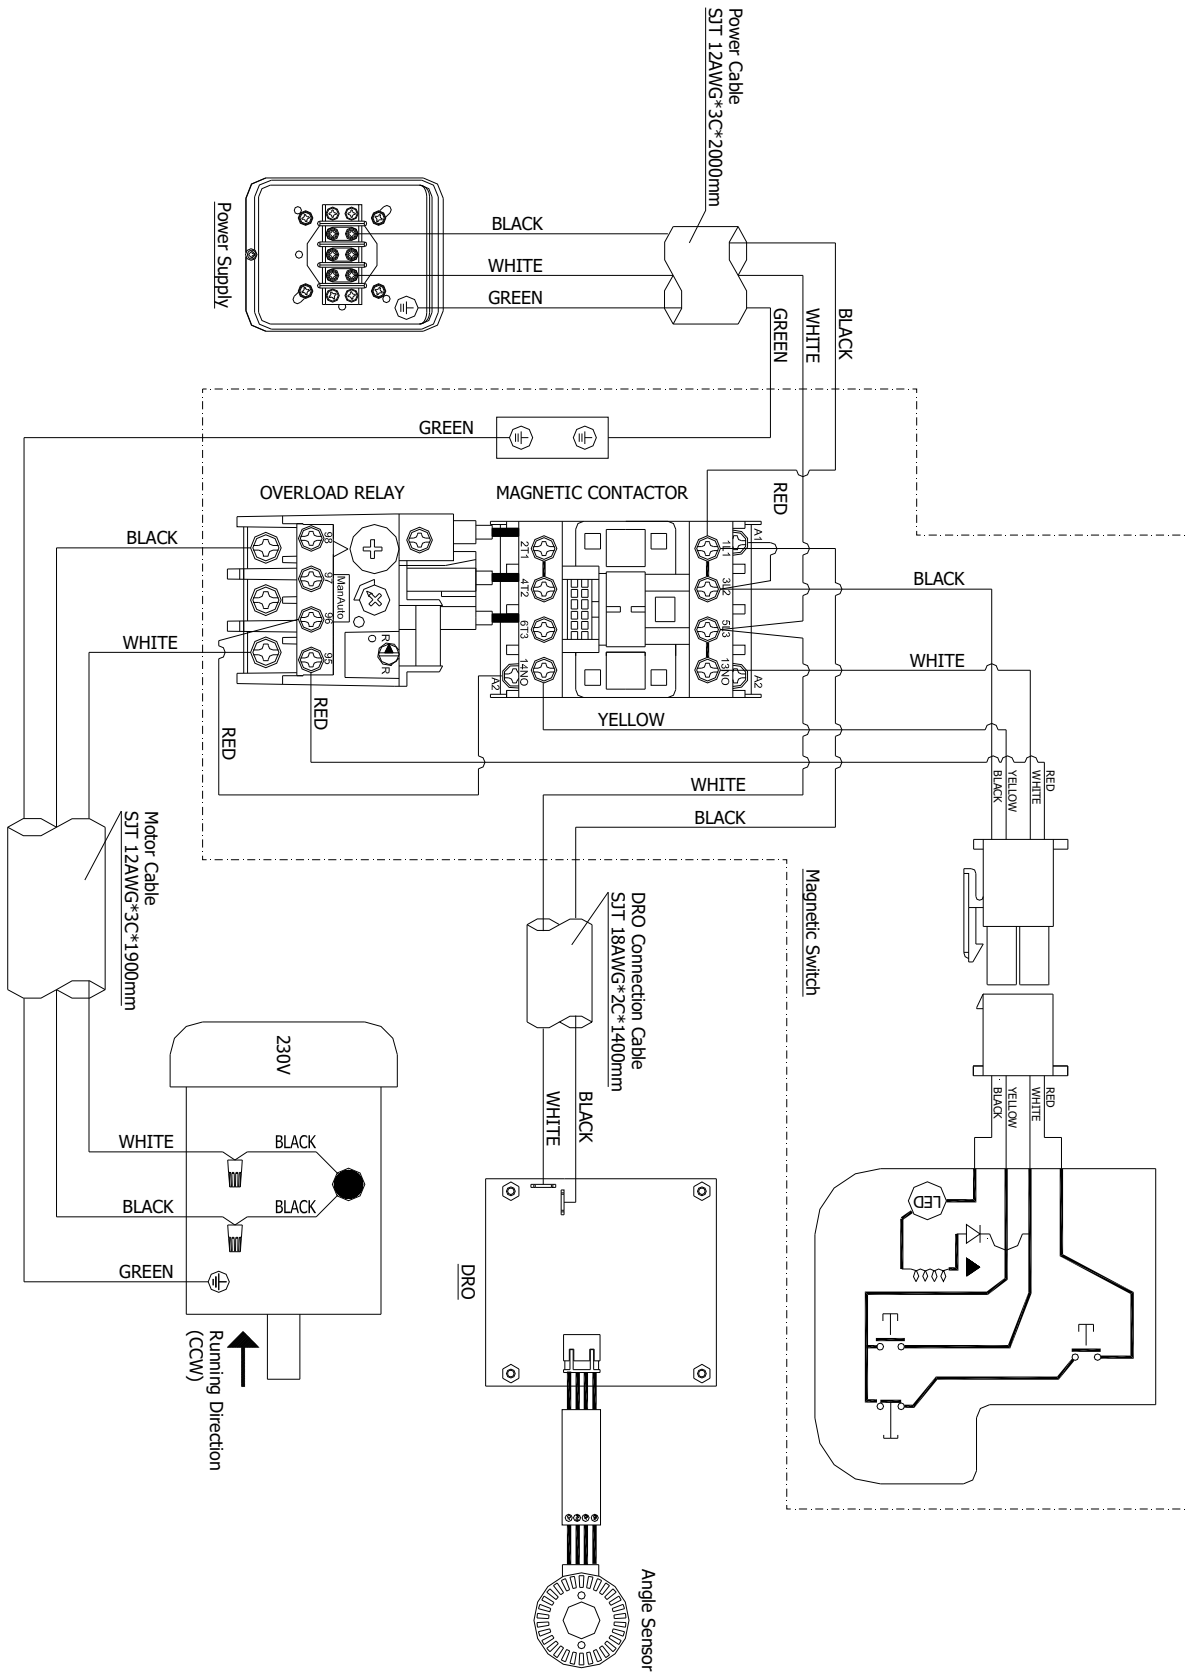 Power Cable
SJT 12AWG*3C*2000mm
Power Supply
BLACK
WHITE
GREEN
BLACK
WHITE
GREEN
GREEN
OVERLOAD RELAY
MAGNETIC CONTACTOR
RED
A1
BLACK
98
97
96
95
ManAuto
R
R
2T1
4T2
6T3
14NO
A2
1L1
3L2
5L3
13NO
A2
BLACK
WHITE
WHITE
YELLOW
RED
RED
WHITE
BLACK
RED
WHITE
YELLOW
BLACK
Magnetic Switch
Motor Cable
SJT 12AWG*3C*1900mm
DRO Connection Cable
SJT 18AWG*2C*1400mm
230V
BLACK
WHITE
RED
WHITE
YELLOW
BLACK
WHITE
BLACK
BLACK
BLACK
GREEN
LED
DRO
Running Direction
(CCW)
Angle Sensor